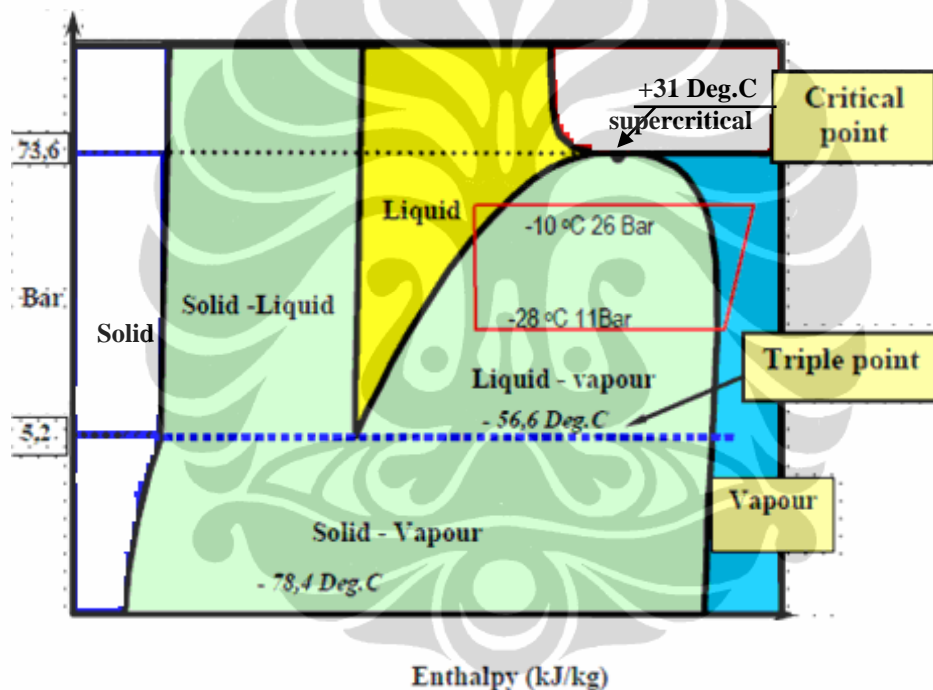 +31 Deg.C
supercritical
Critical
point
73,6
Liquid
-10 ºC 26 Bar
Solid -Liquid
Bar
Solid
-28 ºC 11Bar
Triple point
Liquid - vapour
- 56,6 Deg.C
5,2
Vapour
Solid - Vapour
- 78,4 Deg.C
Enthalpy (kJ/kg)